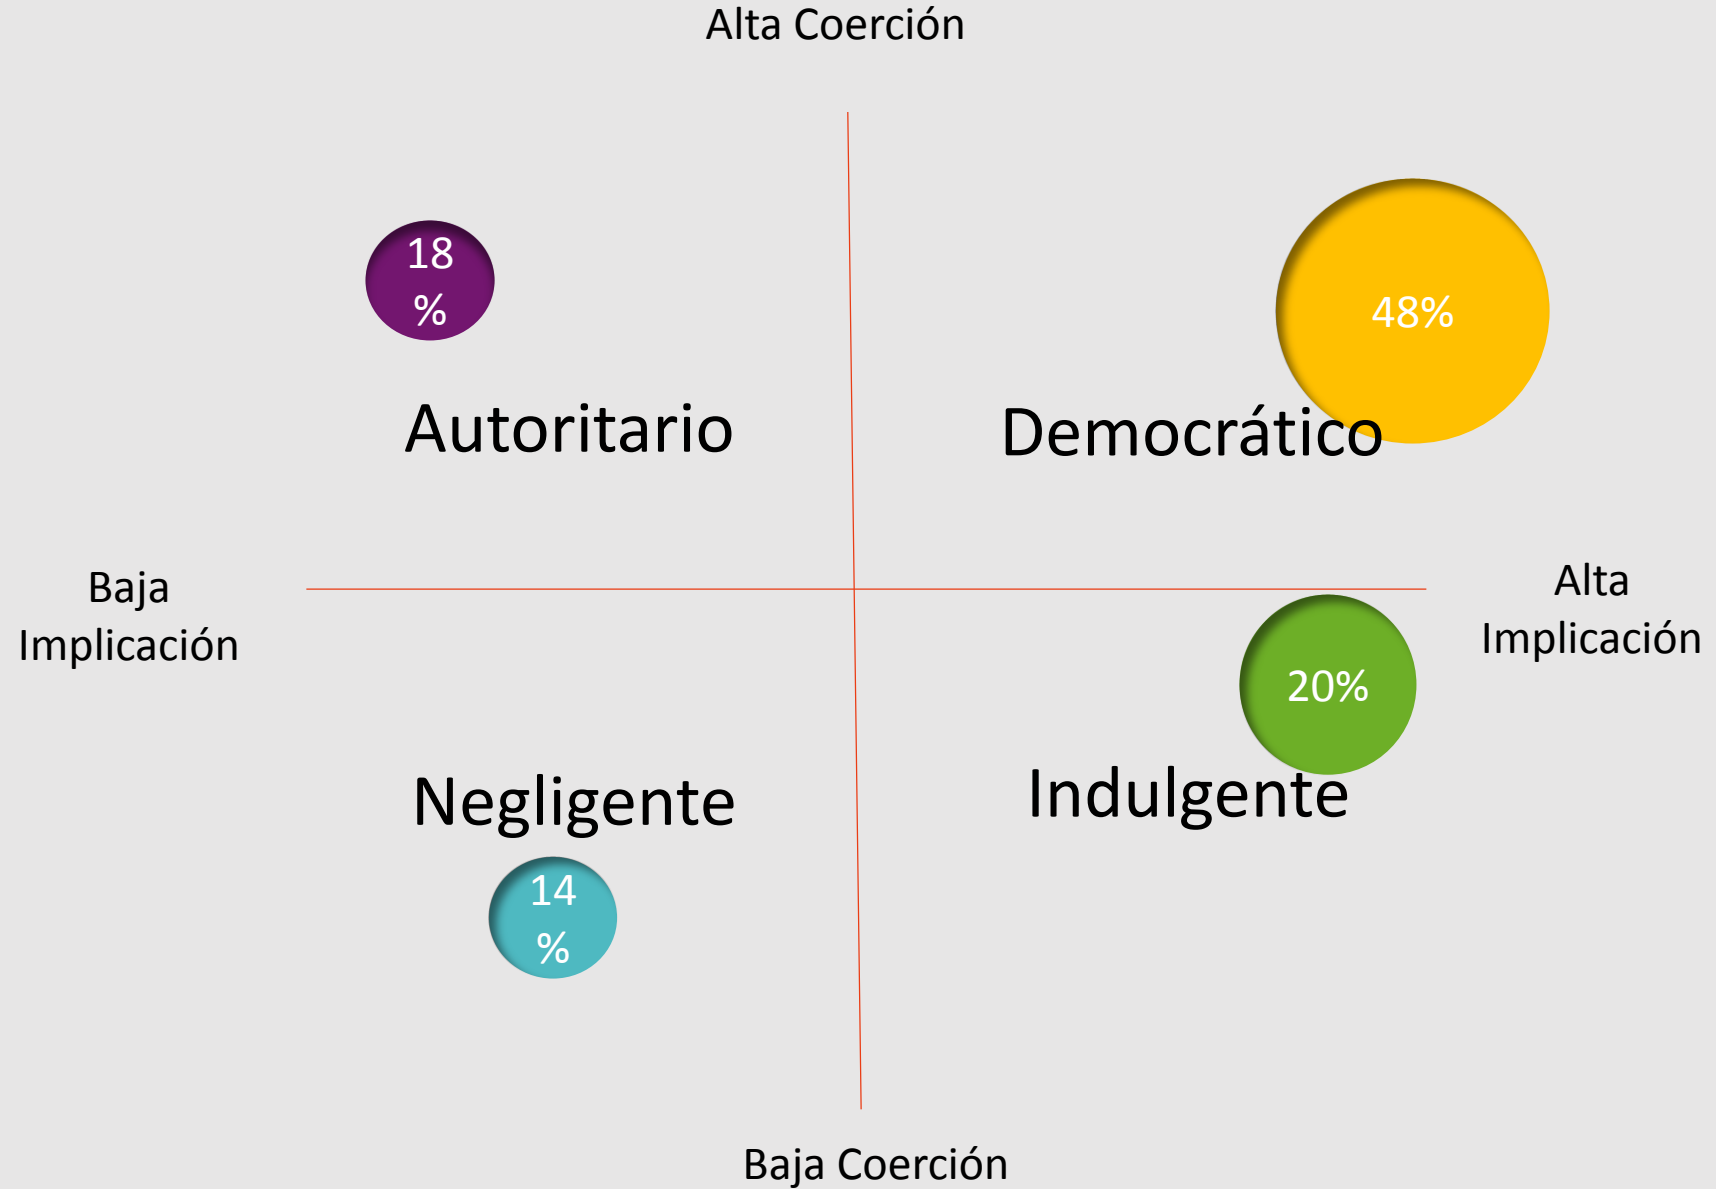 Alta Coerción
18
%
48%
Autoritario
Democrático
Baja
Implicación
Alta
Implicación
20%
Negligente
Indulgente
14
%
Baja Coerción